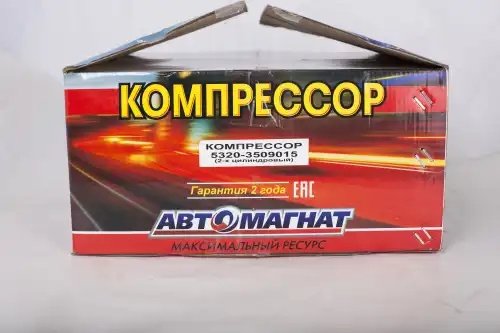 КОМПРЕССОР
КОМПРЕССОР
5320-3509015
(2-х цилиндровый)
Гарантия 2 года EAC
АВТОМАГНАТ
МАКСИМАЛЬНЫЙ РЕСУРС